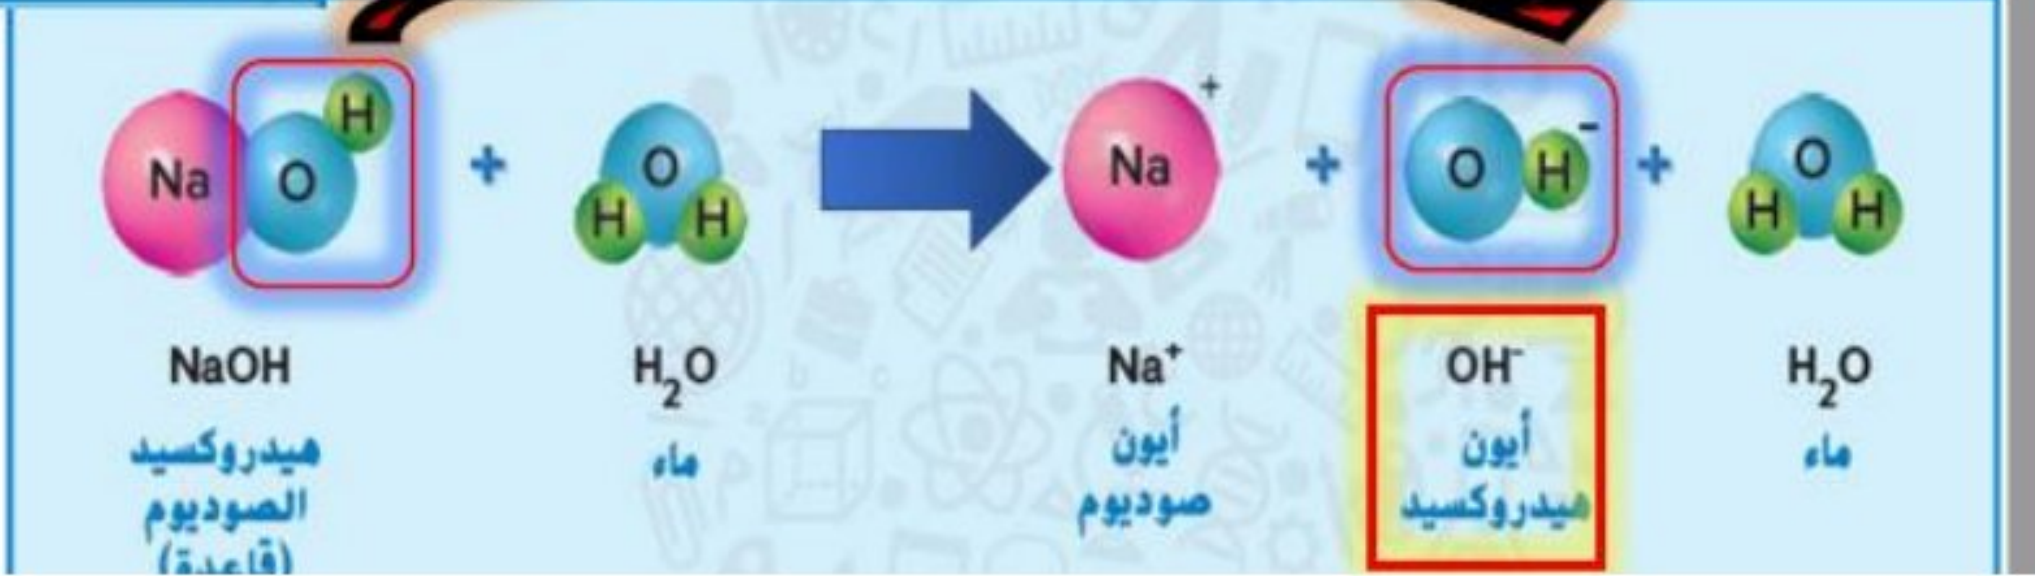 Na O H + O H H Na + + O H - + O H H
NaOH H₂O Na⁺ OH⁻ H₂O
هيدروكسيد الصوديوم (قاعدة)
ماء
أيون صوديوم
أيون هيدروكسيد
ماء